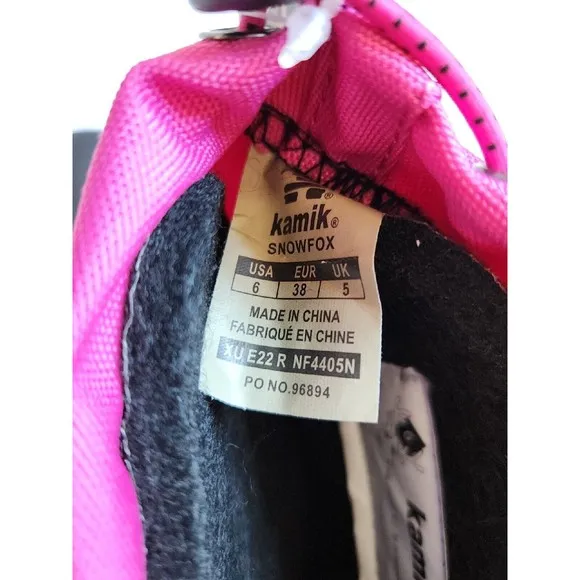 kamik®
SNOWFOX
USA EUR UK
6 38 5
MADE IN CHINA
FABRIQUÉ EN CHINE
XU E22 R NF4405N
PO NO.96894